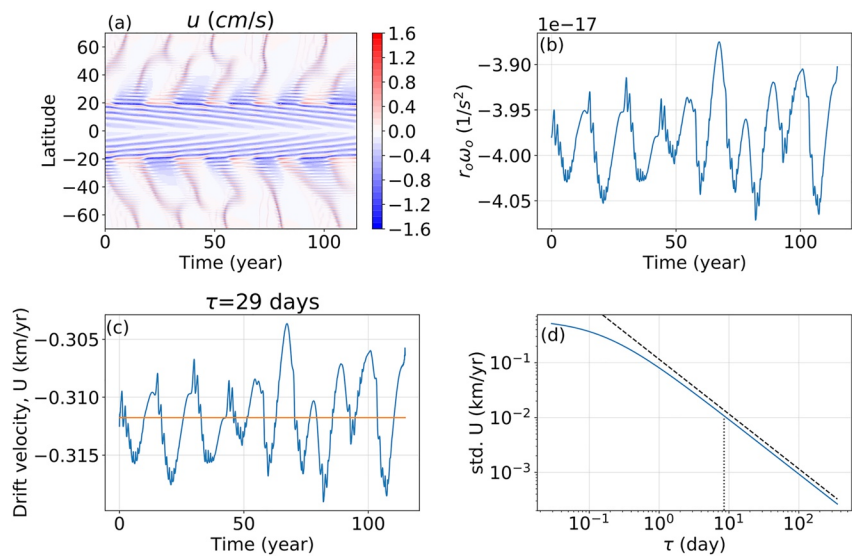 (a) u (cm/s)
60
40
20
0
−20
−40
−60
Latitude
0 50 100
Time (year)
1.6
1.2
0.8
0.4
0.0
−0.4
−0.8
−1.2
−1.6
1e−17
(b)
−3.90
−3.95
−4.00
−4.05
r₀ω₀ (1/s²)
0 50 100
Time (year)
τ=29 days
(c)
−0.305
−0.310
−0.315
Drift velocity, U (km/yr)
0 50 100
Time (year)
(d)
10⁻¹
10⁻²
10⁻³
std. U (km/yr)
10⁻¹ 10⁰ 10¹ 10²
τ (day)